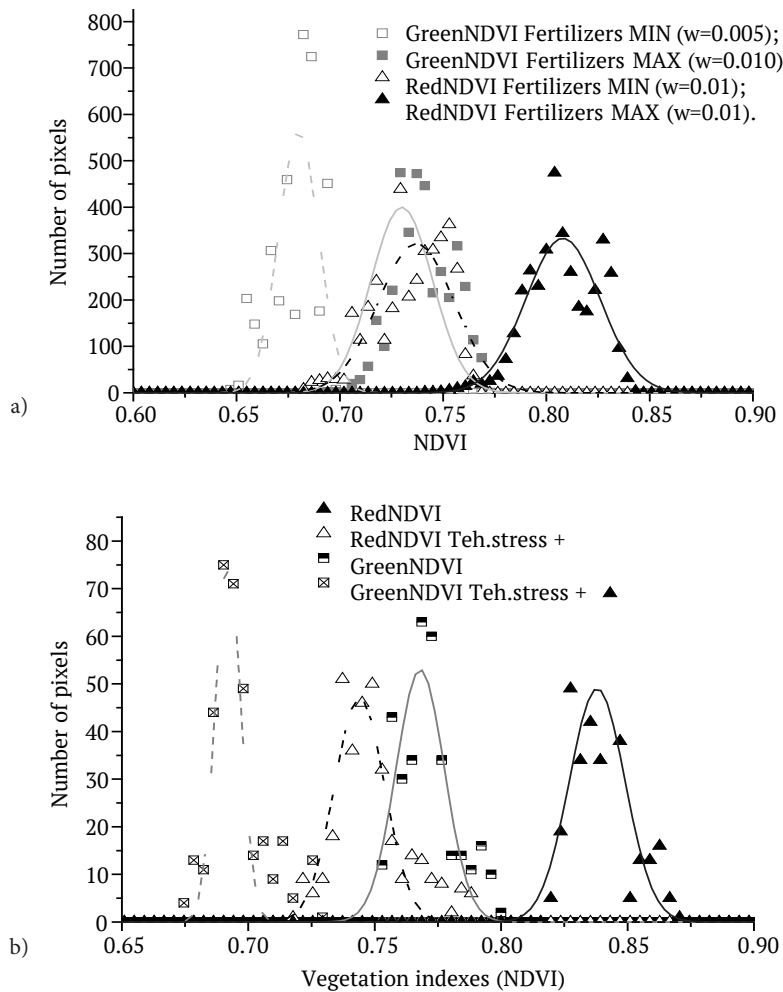 800
700
600
500
400
300
200
100
0
Number of pixels
GreenNDVI Fertilizers MIN (w=0.005);
GreenNDVI Fertilizers MAX (w=0.010)
RedNDVI Fertilizers MIN (w=0.01);
RedNDVI Fertilizers MAX (w=0.01).
a)
0.60 0.65 0.70 0.75 0.80 0.85 0.90
NDVI
80
70
60
50
40
30
20
10
0
Number of pixels
RedNDVI
RedNDVI Teh.stress +
GreenNDVI
GreenNDVI Teh.stress +
b)
0.65 0.70 0.75 0.80 0.85 0.90
Vegetation indexes (NDVI)